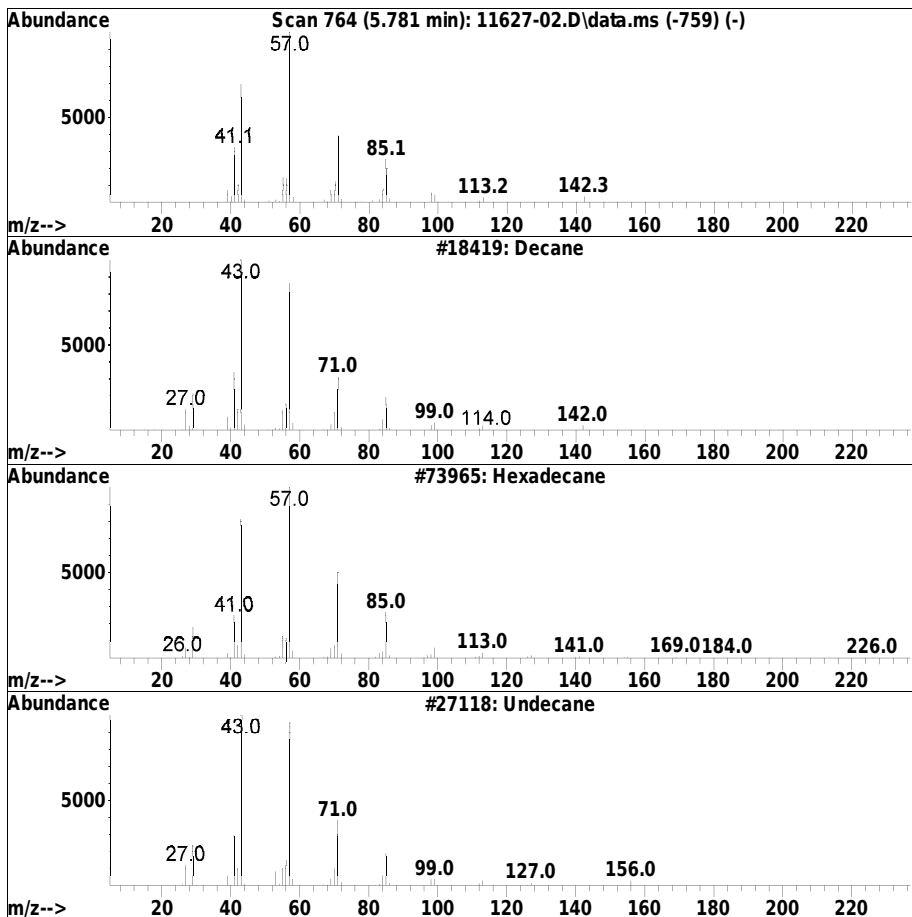 Abundance Scan 764 (5.781 min): 11627-02.D\data.ms (-759) (-)
57.0
5000
41.1
85.1
113.2 142.3
m/z--> 20 40 60 80 100 120 140 160 180 200 220
Abundance #18419: Decane
43.0
5000
71.0
27.0
99.0 114.0 142.0
m/z--> 20 40 60 80 100 120 140 160 180 200 220
Abundance #73965: Hexadecane
57.0
5000
41.0 85.0
26.0 113.0 141.0 169.0 184.0 226.0
m/z--> 20 40 60 80 100 120 140 160 180 200 220
Abundance #27118: Undecane
43.0
5000
71.0
27.0
99.0 127.0 156.0
m/z--> 20 40 60 80 100 120 140 160 180 200 220